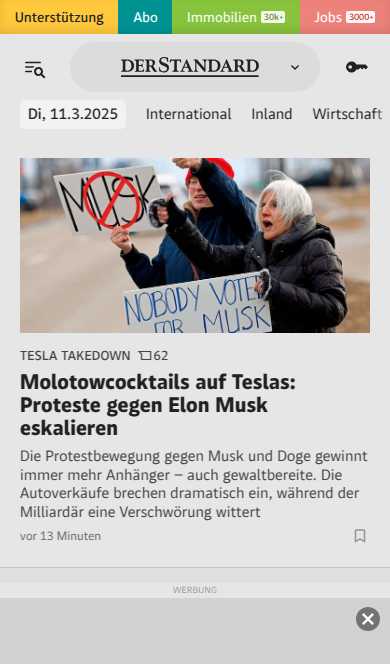 Unterstützung Abo Immobilien 30k+ Jobs 3000+
DERSTANDARD
Di, 11.3.2025 International Inland Wirtschaft
MUSK
NOBODY VOTED
FOR MUSK
TESLA TAKEDOWN 62
Molotowcocktails auf Teslas:
Proteste gegen Elon Musk
eskalieren
Die Protestbewegung gegen Musk und Doge gewinnt
immer mehr Anhänger – auch gewaltbereite. Die
Autoverkäufe brechen dramatisch ein, während der
Milliardär eine Verschwörung wittert
vor 13 Minuten
WERBUNG